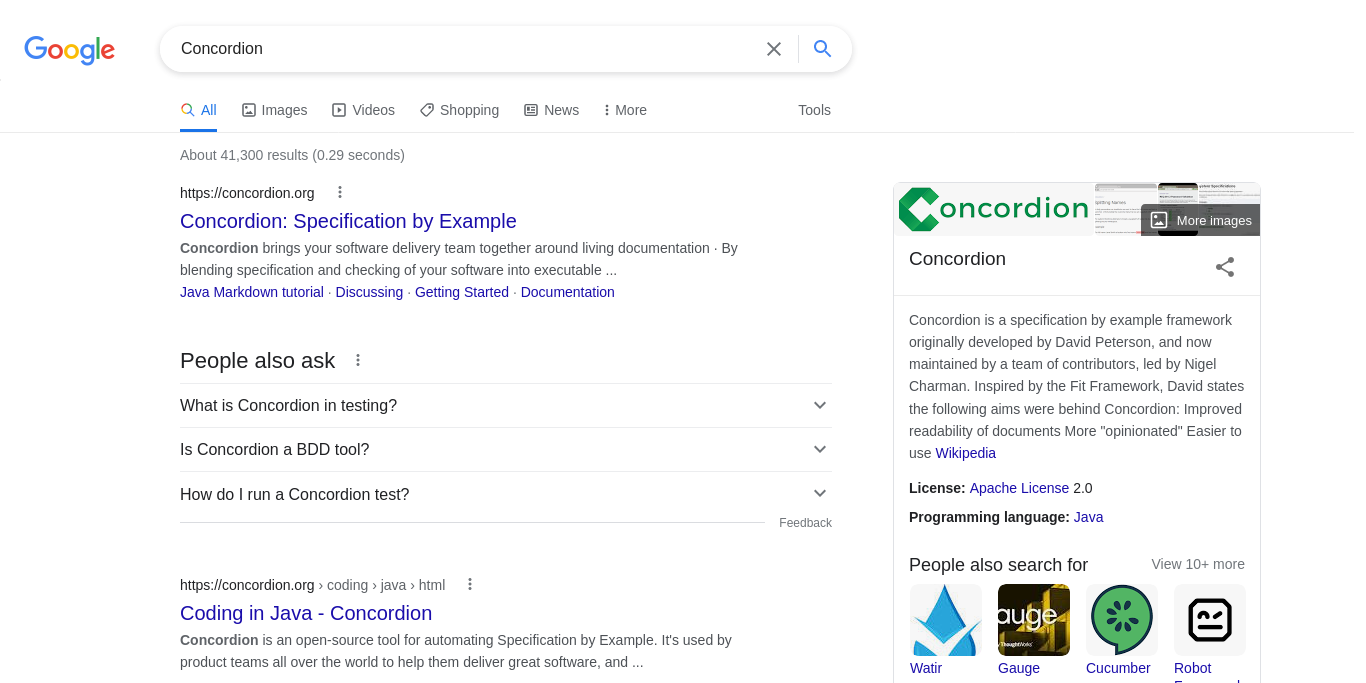 Google
Concordion
All
Images
Videos
Shopping
News
More
Tools
About 41,300 results (0.29 seconds)
https://concordion.org
Concordion: Specification by Example
Concordion brings your software delivery team together around living documentation · By
blending specification and checking of your software into executable ...
Java Markdown tutorial · Discussing · Getting Started · Documentation
People also ask
What is Concordion in testing?
Is Concordion a BDD tool?
How do I run a Concordion test?
Feedback
https://concordion.org › coding › java › html
Coding in Java - Concordion
Concordion is an open-source tool for automating Specification by Example. It's used by
product teams all over the world to help them deliver great software, and ...
Concordion
More images
Concordion
Concordion is a specification by example framework
originally developed by David Peterson, and now
maintained by a team of contributors, led by Nigel
Charman. Inspired by the Fit Framework, David states
the following aims were behind Concordion: Improved
readability of documents More "opinionated" Easier to
use Wikipedia
License: Apache License 2.0
Programming language: Java
People also search for
View 10+ more
auge
ThoughtWorks
Watir
Gauge
Cucumber
Robot